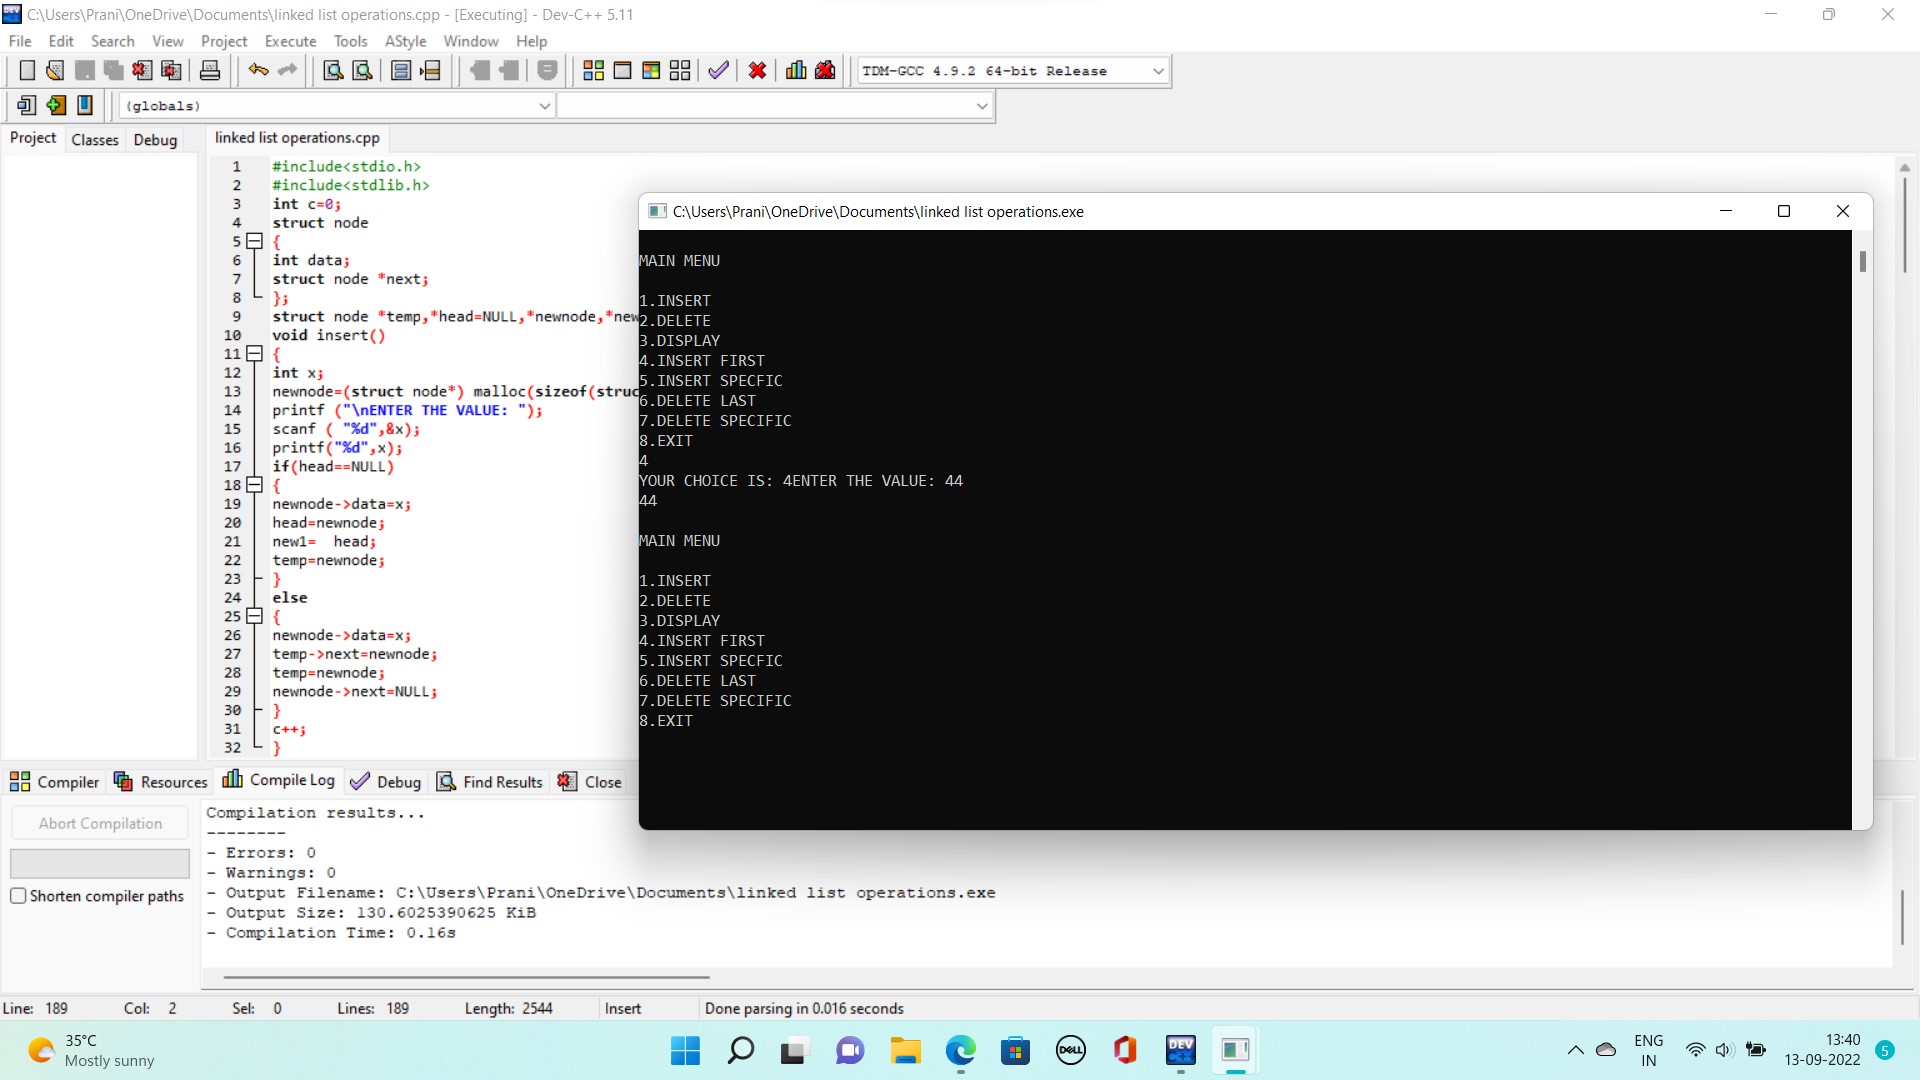 C:\Users\Prani\OneDrive\Documents\linked list operations.cpp - [Executing] - Dev-C++ 5.11
File Edit Search View Project Execute Tools AStyle Window Help
TDM-GCC 4.9.2 64-bit Release
(globals)
Project Classes Debug
linked list operations.cpp
1 #include<stdio.h>
2 #include<stdlib.h>
3 int c=0;
4 struct node
5 {
6 int data;
7 struct node *next;
8 };
9 struct node *temp,*head=NULL,*newnode,*new
10 void insert()
11 {
12 int x;
13 newnode=(struct node*) malloc(sizeof(struc
14 printf ("\nENTER THE VALUE: ");
15 scanf ( "%d",&x);
16 printf("%d",x);
17 if(head==NULL)
18 {
19 newnode->data=x;
20 head=newnode;
21 new1=  head;
22 temp=newnode;
23 }
24 else
25 {
26 newnode->data=x;
27 temp->next=newnode;
28 temp=newnode;
29 newnode->next=NULL;
30 }
31 c++;
32 }
C:\Users\Prani\OneDrive\Documents\linked list operations.exe
MAIN MENU
1.INSERT
2.DELETE
3.DISPLAY
4.INSERT FIRST
5.INSERT SPECFIC
6.DELETE LAST
7.DELETE SPECIFIC
8.EXIT
4
YOUR CHOICE IS: 4ENTER THE VALUE: 44
44
MAIN MENU
1.INSERT
2.DELETE
3.DISPLAY
4.INSERT FIRST
5.INSERT SPECFIC
6.DELETE LAST
7.DELETE SPECIFIC
8.EXIT
Compiler Resources Compile Log Debug Find Results Close
Abort Compilation
Shorten compiler paths
Compilation results...
--------
- Errors: 0
- Warnings: 0
- Output Filename: C:\Users\Prani\OneDrive\Documents\linked list operations.exe
- Output Size: 130.6025390625 KiB
- Compilation Time: 0.16s
Line: 189 Col: 2 Sel: 0 Lines: 189 Length: 2544 Insert Done parsing in 0.016 seconds
35°C
Mostly sunny
DELL
DEV
ENG
IN
13:40
13-09-2022
5